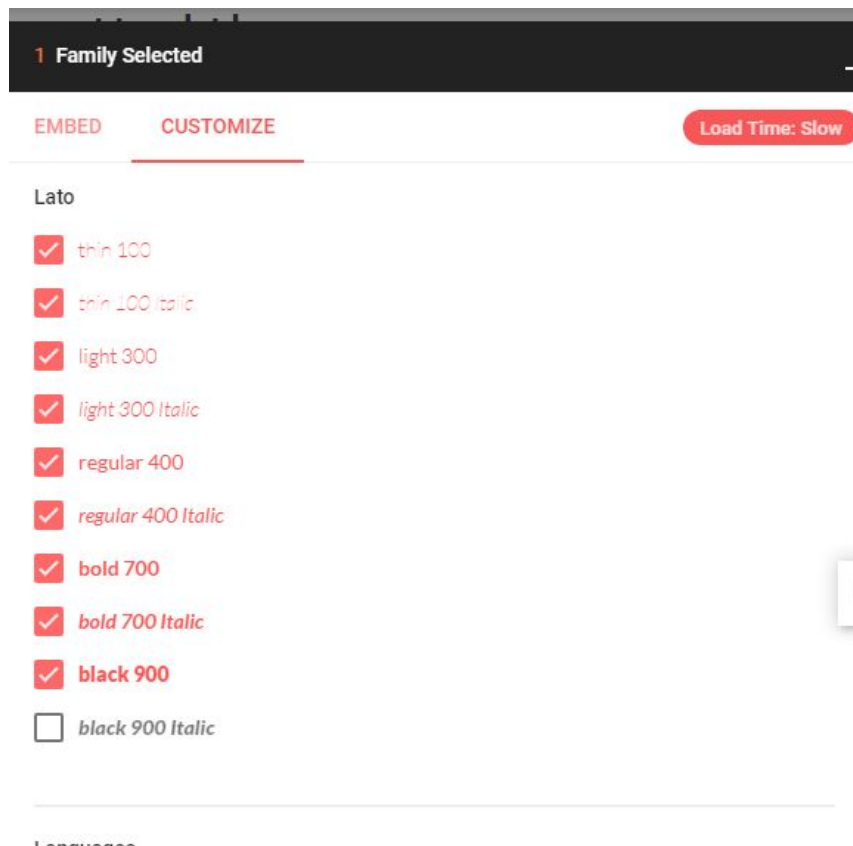 1 Family Selected
EMBED CUSTOMIZE Load Time: Slow
Lato
thin 100
thin 100 Italic
light 300
light 300 Italic
regular 400
regular 400 Italic
bold 700
bold 700 Italic
black 900
black 900 Italic
Languages